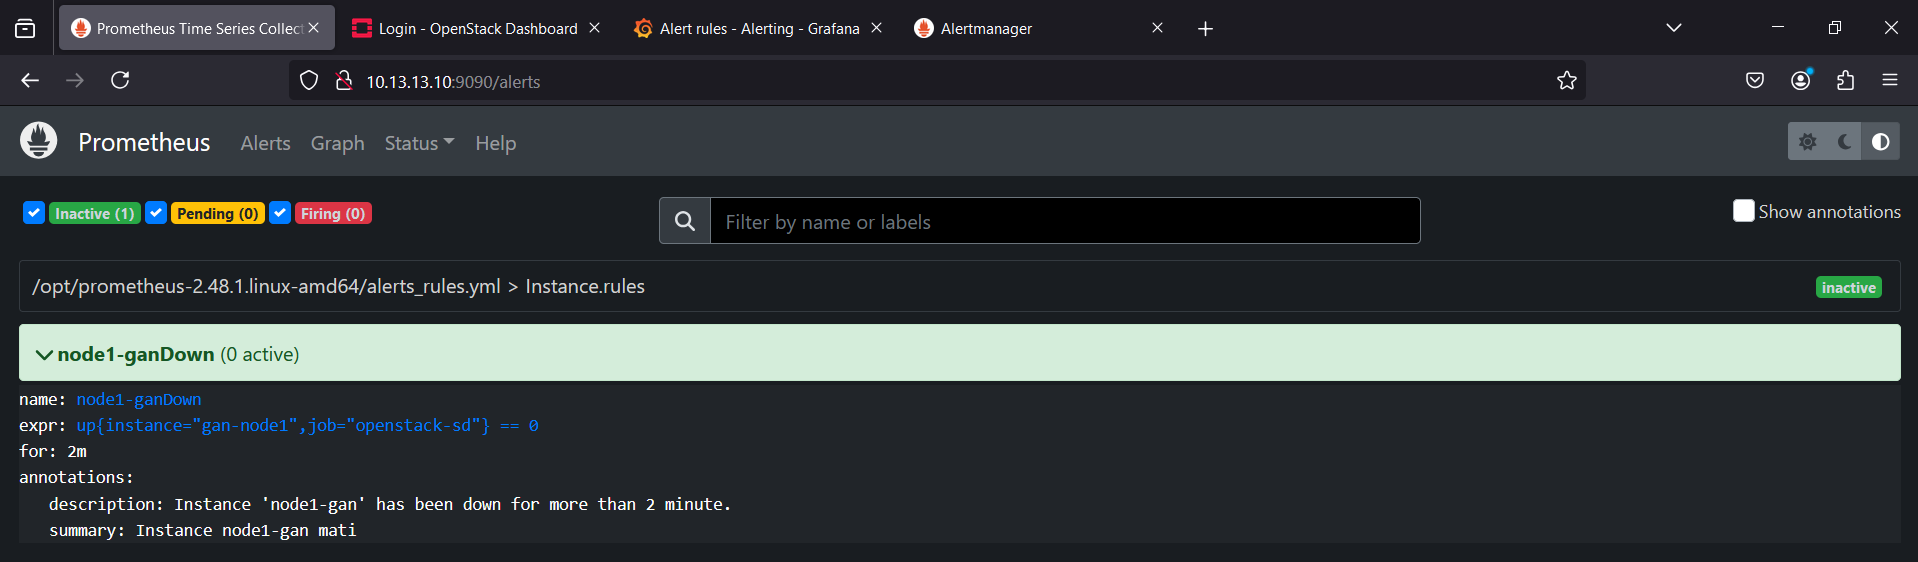 Prometheus Time Series Collect
Login - OpenStack Dashboard
Alert rules - Alerting - Grafana
Alertmanager
10.13.13.10:9090/alerts
Prometheus Alerts Graph Status Help
Inactive (1) Pending (0) Firing (0)
Filter by name or labels
Show annotations
/opt/prometheus-2.48.1.linux-amd64/alerts_rules.yml > Instance.rules
inactive
node1-ganDown (0 active)
name: node1-ganDown
expr: up{instance="gan-node1",job="openstack-sd"} == 0
for: 2m
annotations:
description: Instance 'node1-gan' has been down for more than 2 minute.
summary: Instance node1-gan mati